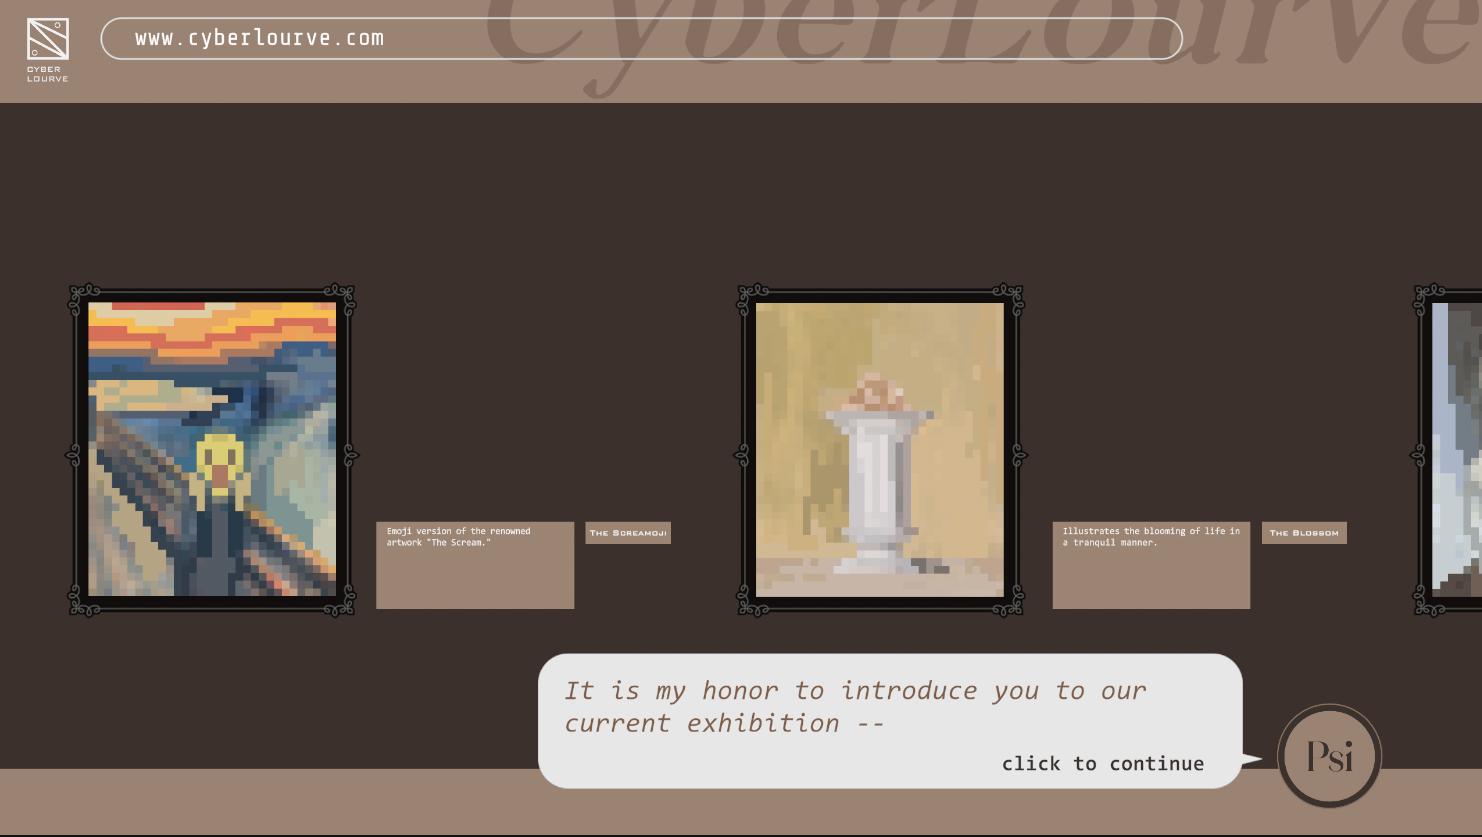 CyberLourve
www.cyberlourve.com
CYBER
LOURVE
Emoji version of the renowned
artwork "The Scream."
THE SCREAMOJI
Illustrates the blooming of life in
a tranquil manner.
THE BLOSSOM
It is my honor to introduce you to our
current exhibition --
click to continue
Psi